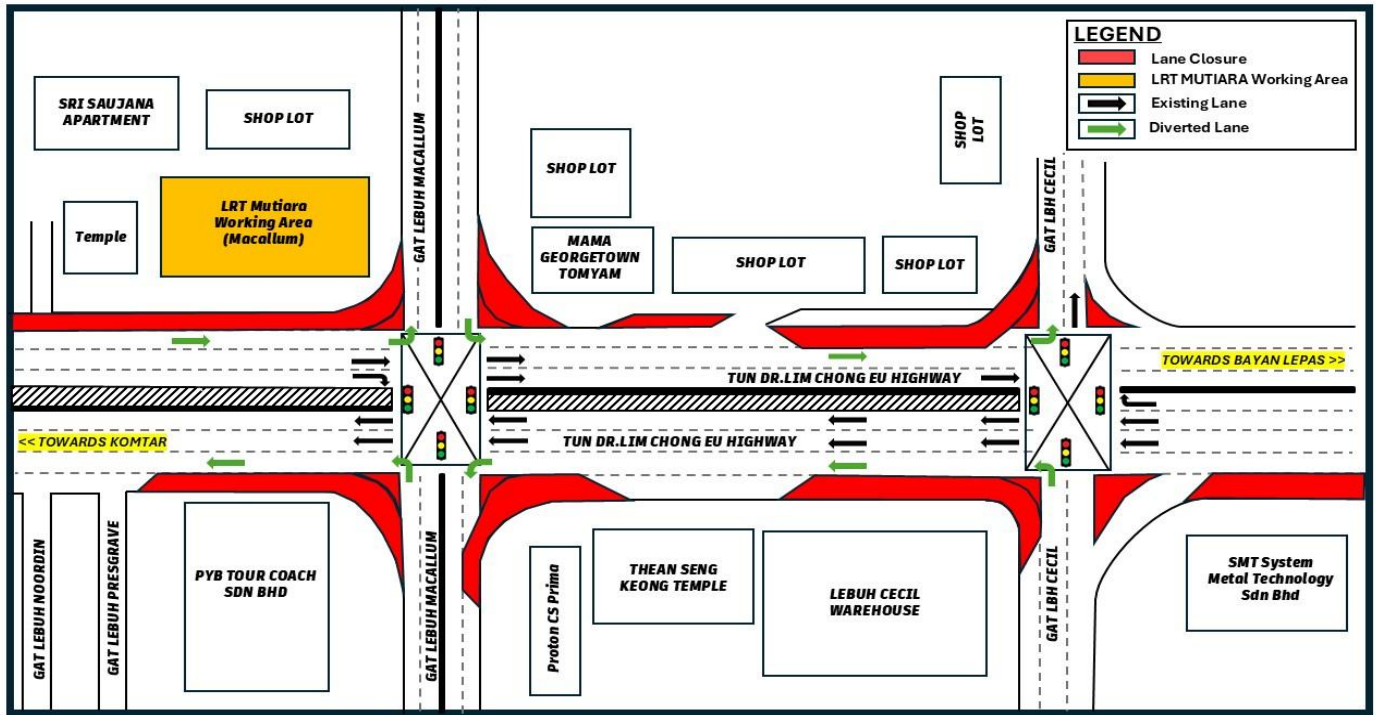 LEGEND
Lane Closure
LRT MUTIARA Working Area
Existing Lane
Diverted Lane
SRI SAUJANA
APARTMENT
SHOP LOT
GAT LEBUH MACALLUM
SHOP LOT
SHOP
LOT
GAT LBH CECIL
Temple
LRT Mutiara
Working Area
(Macallum)
MAMA
GEORGETOWN
TOMYAM
SHOP LOT
SHOP LOT
TOWARDS BAYAN LEPAS >>
TUN DR.LIM CHONG EU HIGHWAY
<< TOWARDS KOMTAR
TUN DR.LIM CHONG EU HIGHWAY
GAT LEBUH NOORDIN
GAT LEBUH PRESGRAVE
PYB TOUR COACH
SDN BHD
GAT LEBUH MACALLUM
Proton CS Prima
THEAN SENG
KEONG TEMPLE
LEBUH CECIL
WAREHOUSE
GAT LBH CECIL
SMT System
Metal Technology
Sdn Bhd